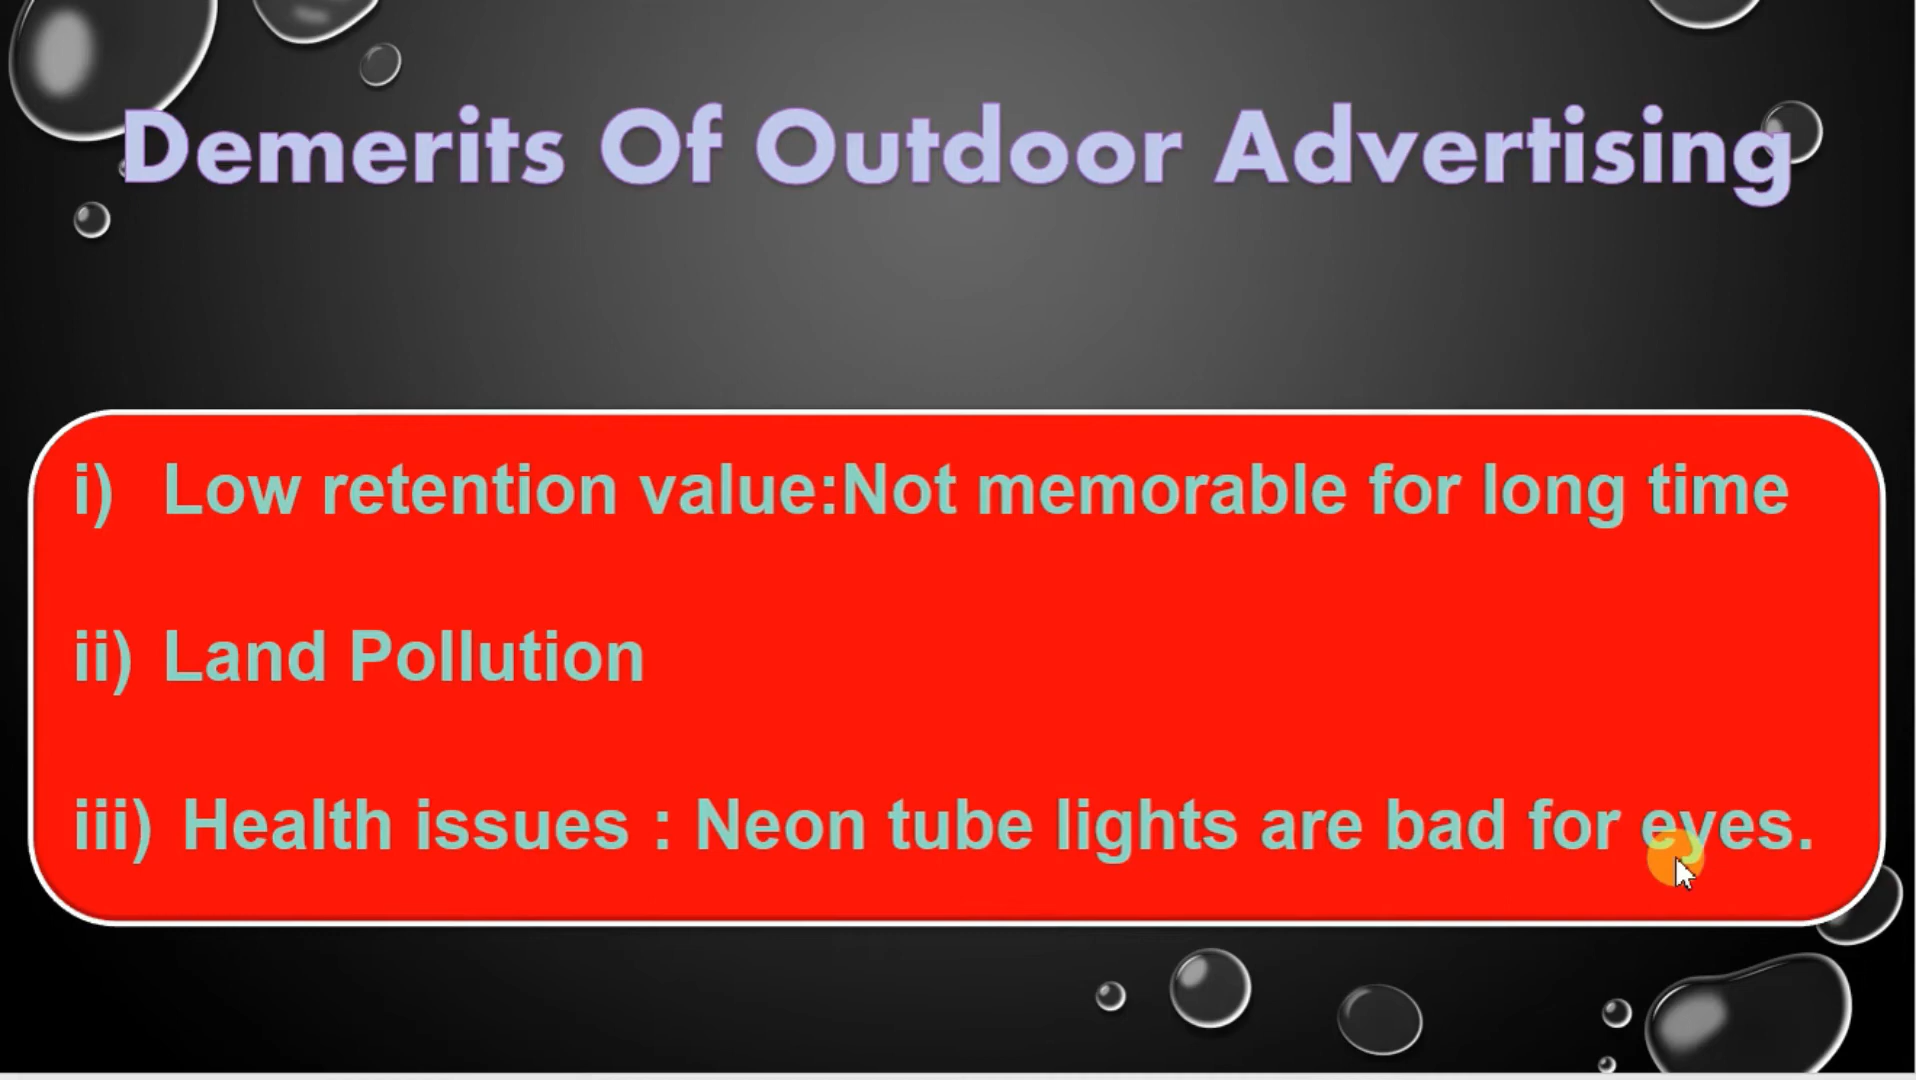 Demerits Of Outdoor Advertising
i) Low retention value:Not memorable for long time
ii) Land Pollution
iii) Health issues : Neon tube lights are bad for eyes.